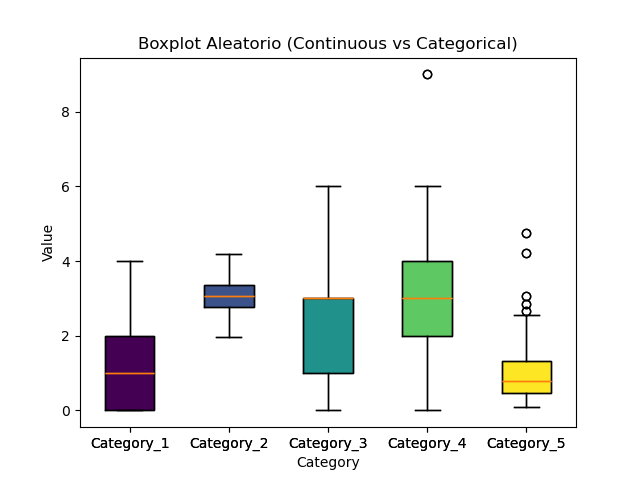 Boxplot Aleatorio (Continuous vs Categorical)
Value
8
6
4
2
0
Category_1 Category_2 Category_3 Category_4 Category_5
Category